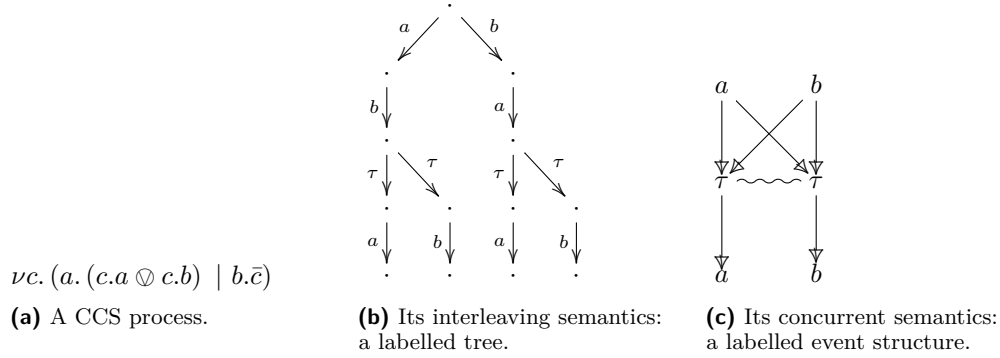 a b
a b
b a
τ τ τ τ
τ τ
a b a b
a b
νc. (a. (c.a ⊘ c.b) | b.c̄)
(a) A CCS process.
(b) Its interleaving semantics:
a labelled tree.
(c) Its concurrent semantics:
a labelled event structure.